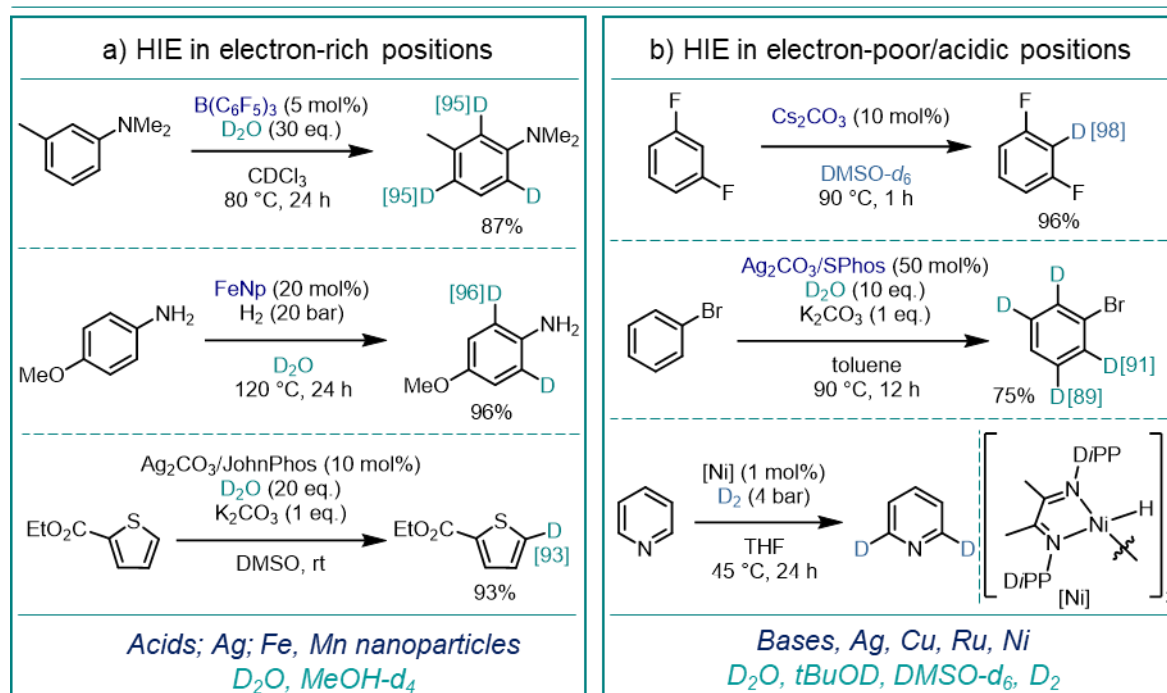 a) HIE in electron-rich positions
NMe2
B(C6F5)3 (5 mol%)
D2O (30 eq.)
CDCl3
80 °C, 24 h
[95]D
NMe2
[95]D
D
87%
NH2
MeO
FeNp (20 mol%)
H2 (20 bar)
D2O
120 °C, 24 h
[96]D
NH2
MeO
D
96%
Ag2CO3/JohnPhos (10 mol%)
D2O (20 eq.)
K2CO3 (1 eq.)
DMSO, rt
EtO2C
S
EtO2C
S
D
[93]
93%
Acids; Ag; Fe, Mn nanoparticles
D2O, MeOH-d4
b) HIE in electron-poor/acidic positions
F
F
Cs2CO3 (10 mol%)
DMSO-d6
90 °C, 1 h
F
D [98]
F
96%
Ag2CO3/SPhos (50 mol%)
D2O (10 eq.)
K2CO3 (1 eq.)
toluene
90 °C, 12 h
Br
D
D
Br
D[91]
D[89]
75%
N
[Ni] (1 mol%)
D2 (4 bar)
THF
45 °C, 24 h
D
N
D
DiPP
N
Ni
H
N
DiPP
[Ni]
Bases, Ag, Cu, Ru, Ni
D2O, tBuOD, DMSO-d6, D2